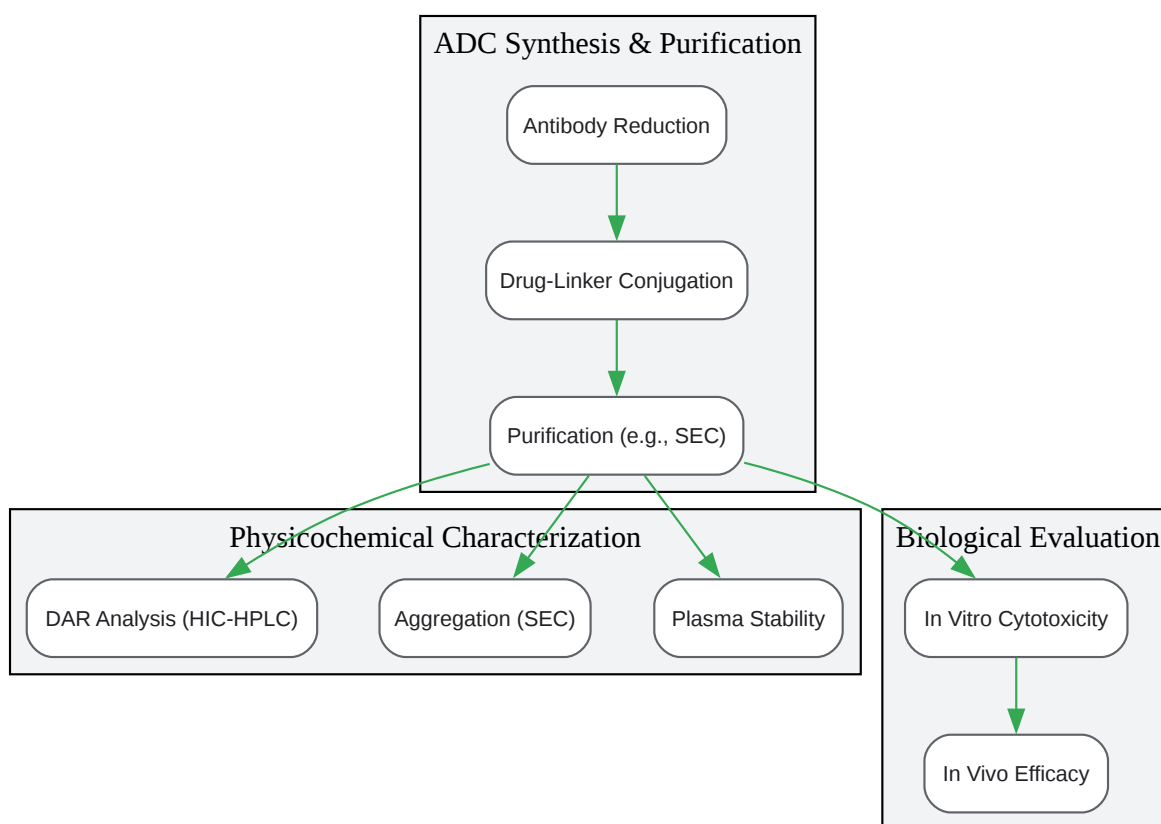 ADC Synthesis & Purification
Antibody Reduction
Drug-Linker Conjugation
Purification (e.g., SEC)
Physicochemical Characterization
DAR Analysis (HIC-HPLC)
Aggregation (SEC)
Plasma Stability
Biological Evaluation
In Vitro Cytotoxicity
In Vivo Efficacy